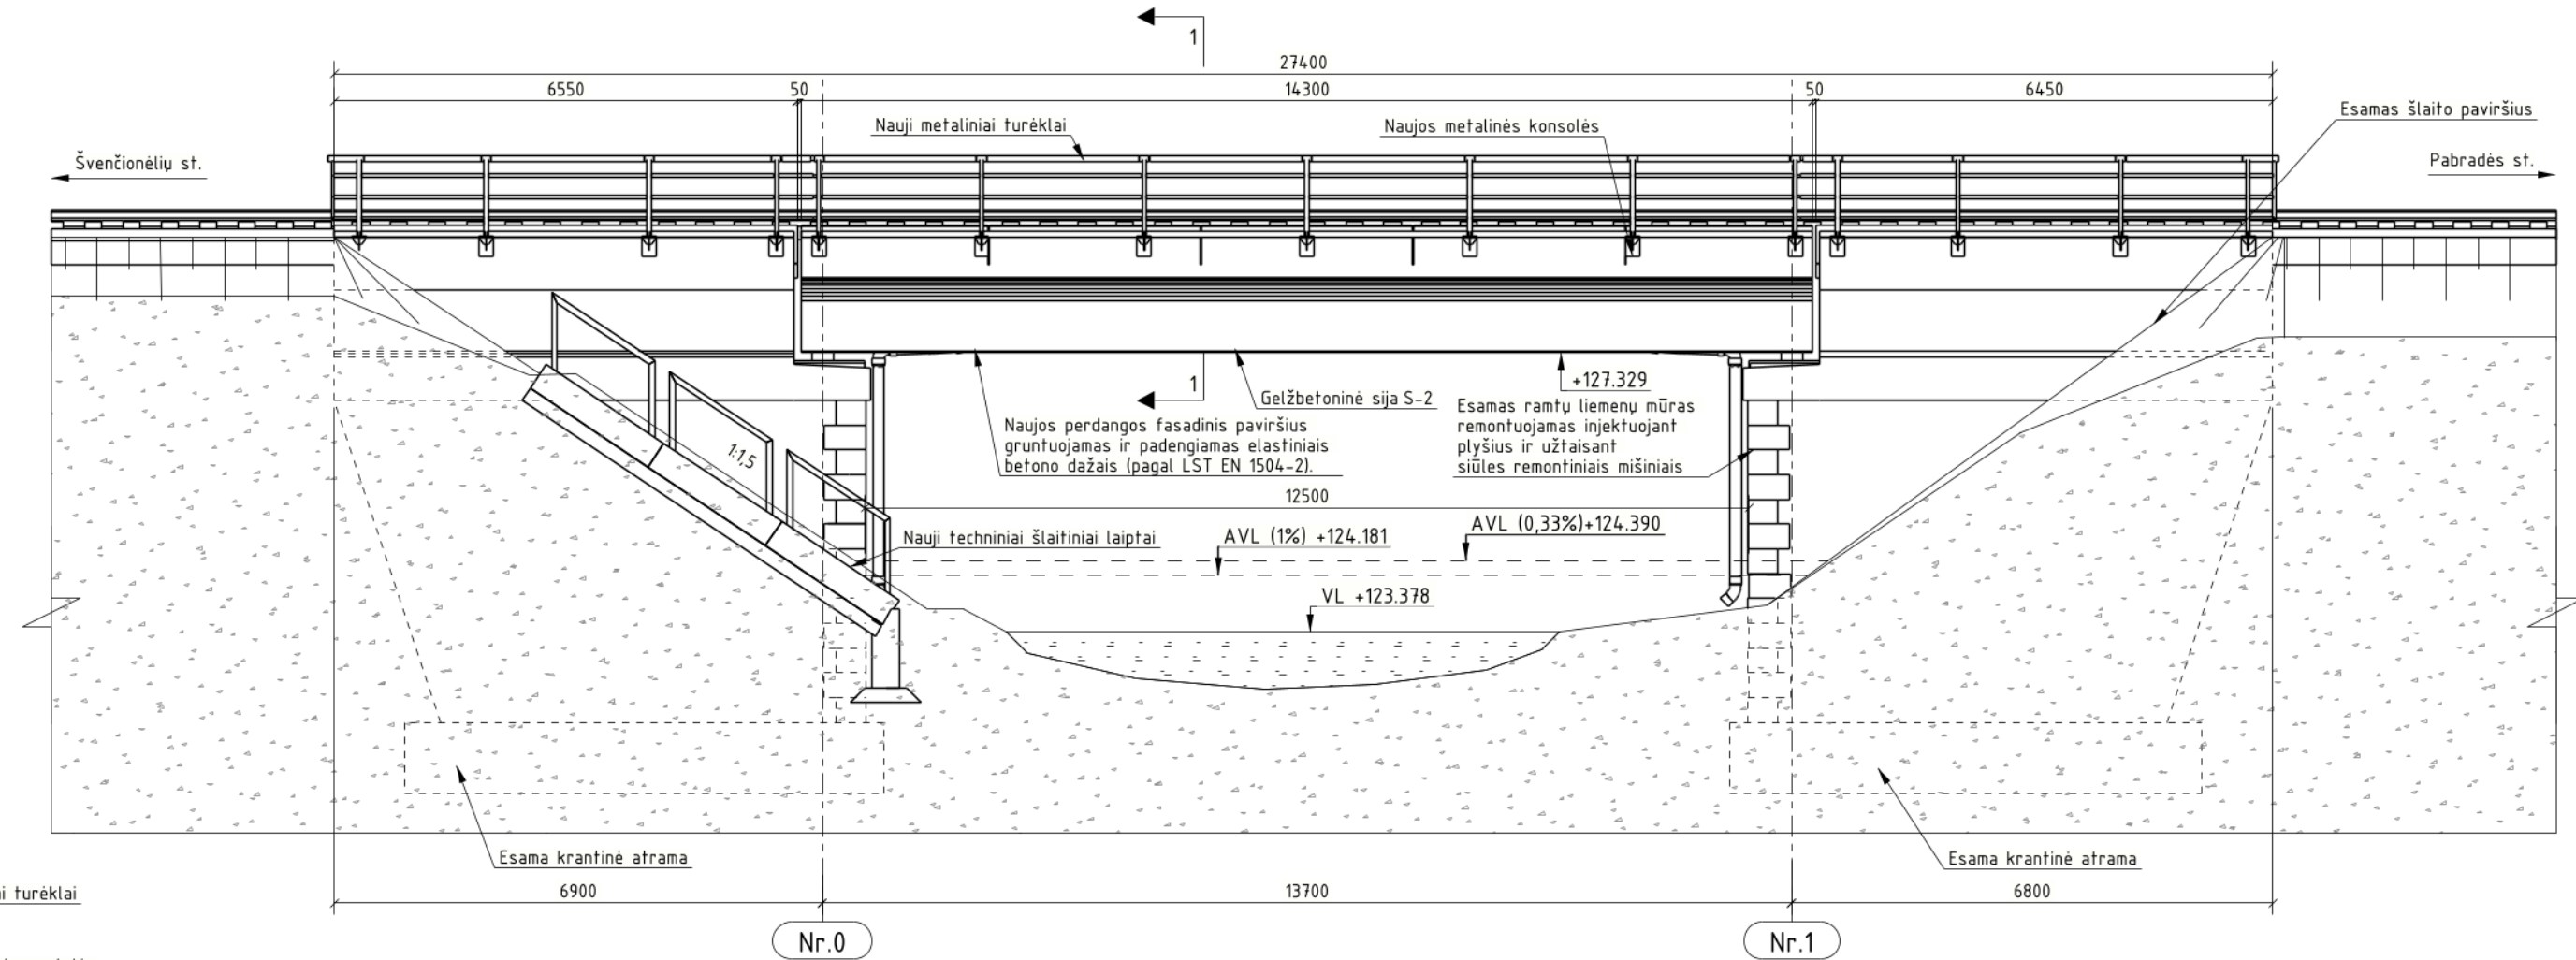 1
27400
6550
50
14300
50
6450
Esamas šlaito paviršius
Nauji metaliniai turėklai
Naujos metalinės konsolės
Švenčionėlių st.
Pabradės st.
1
+127.329
Gelžbetoninė sija S-2
Naujos perdangos fasadinis paviršius
gruntuojamas ir padengiamas elastiniais
betono dažais (pagal LST EN 1504-2).
Esamas ramtų liemenų mūras
remontuojamas injektuojant
plyšius ir užtaisant
siūles remontiniais mišiniais
1:1,5
12500
Nauji techniniai šlaitiniai laiptai
AVL (1%) +124.181
AVL (0,33%)+124.390
VL +123.378
Esama krantinė atrama
Esama krantinė atrama
turėklai
6900
13700
6800
Nr.0
Nr.1